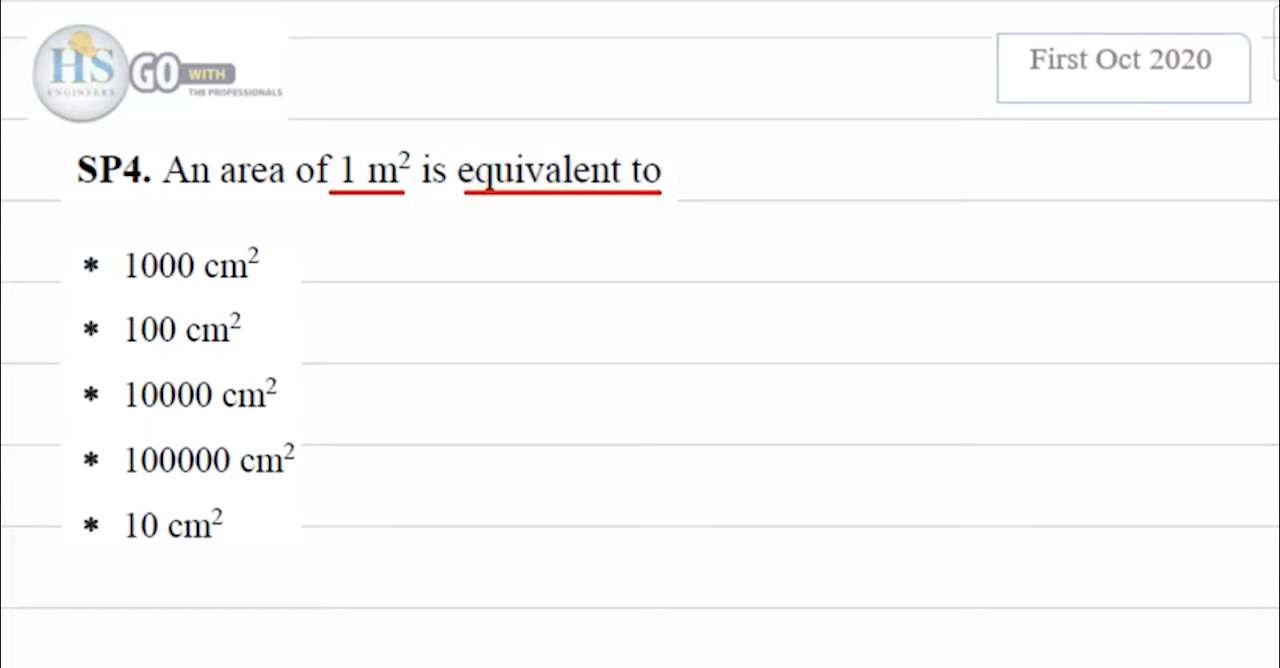 HS
ENGINEERS
GO WITH
THE PROFESSIONALS
First Oct 2020
SP4. An area of 1 m² is equivalent to
* 1000 cm²
* 100 cm²
* 10000 cm²
* 100000 cm²
* 10 cm²